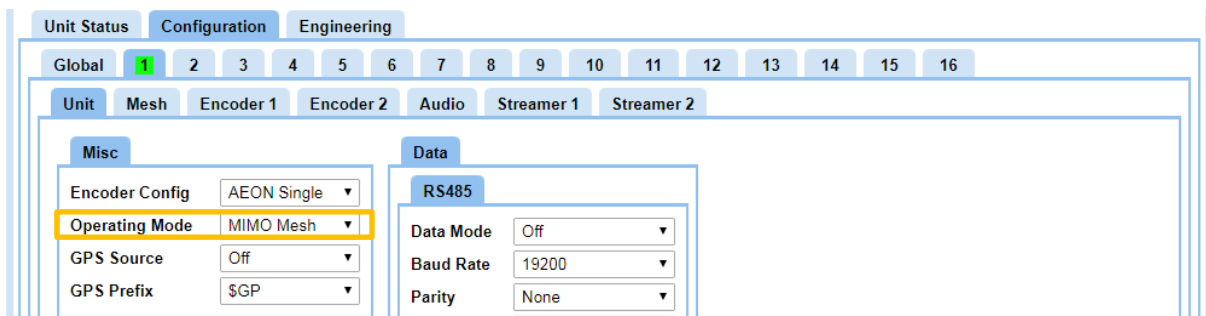 Unit Status Configuration Engineering
Global 1 2 3 4 5 6 7 8 9 10 11 12 13 14 15 16
Unit Mesh Encoder 1 Encoder 2 Audio Streamer 1 Streamer 2
Misc
Encoder Config AEON Single
Operating Mode MIMO Mesh
GPS Source Off
GPS Prefix $GP
Data
RS485
Data Mode Off
Baud Rate 19200
Parity None